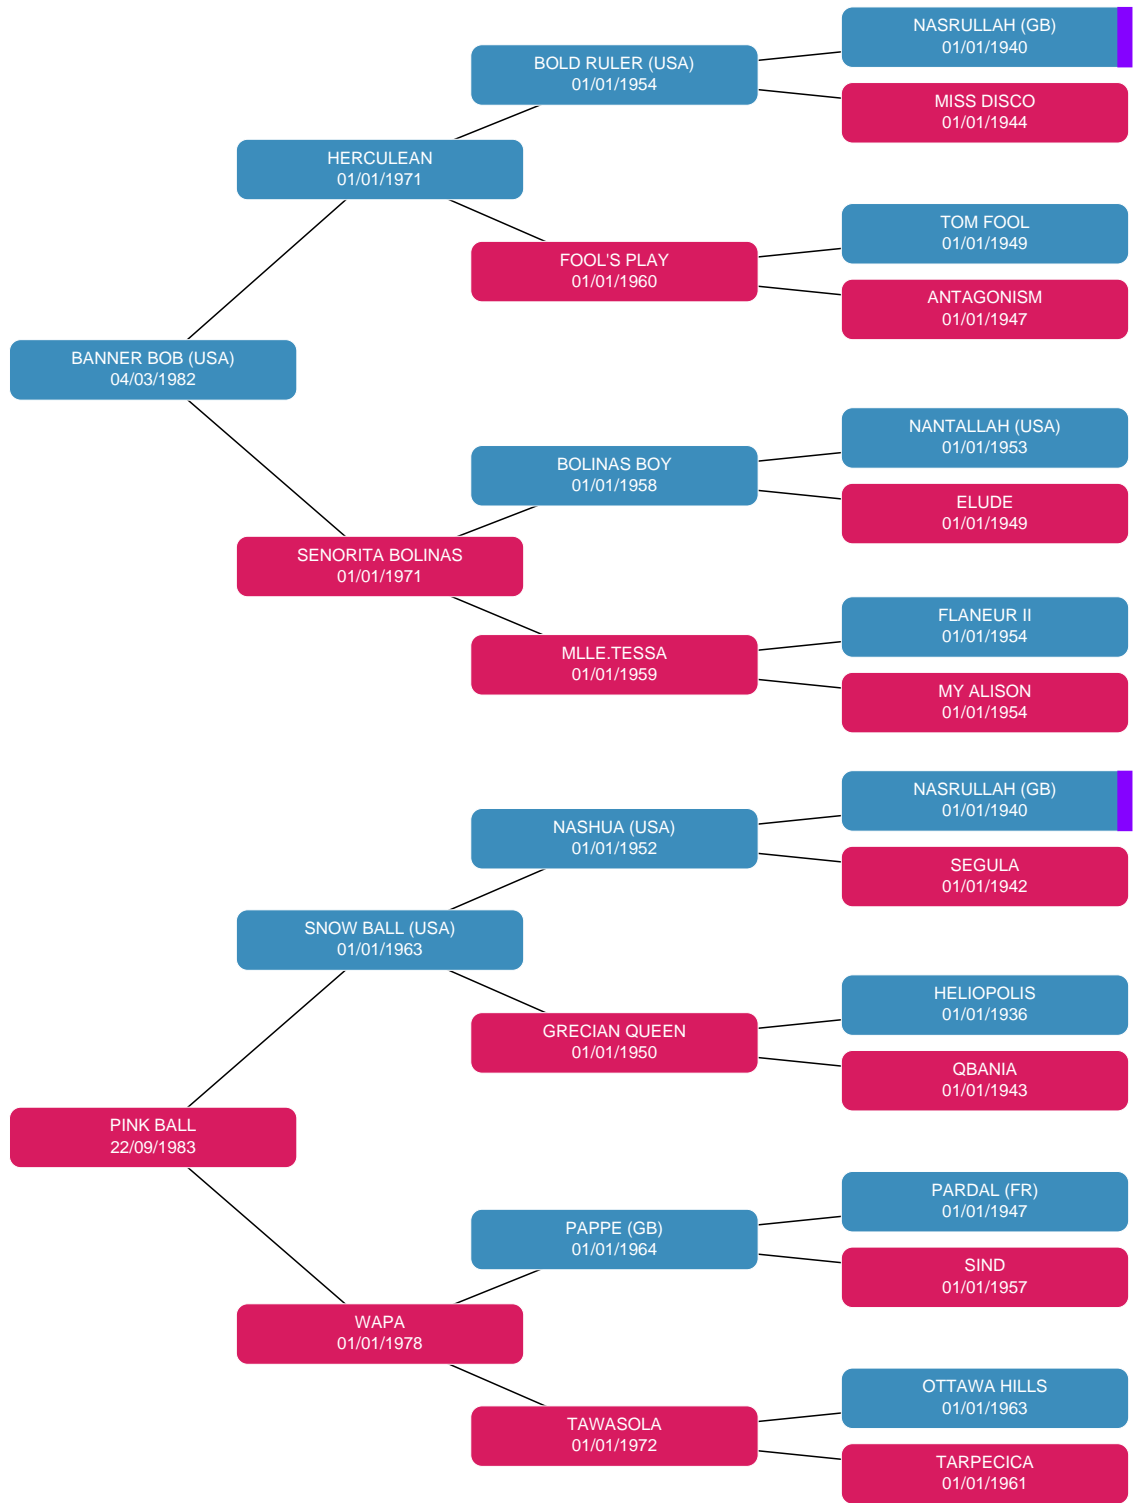 NASRULLAH (GB)
01/01/1940
BOLD RULER (USA)
01/01/1954
MISS DISCO
01/01/1944
HERCULEAN
01/01/1971
TOM FOOL
01/01/1949
FOOL'S PLAY
01/01/1960
ANTAGONISM
01/01/1947
BANNER BOB (USA)
04/03/1982
NANTALLAH (USA)
01/01/1953
BOLINAS BOY
01/01/1958
ELUDE
01/01/1949
SENORITA BOLINAS
01/01/1971
FLANEUR II
01/01/1954
MLLE.TESSA
01/01/1959
MY ALISON
01/01/1954
NASRULLAH (GB)
01/01/1940
NASHUA (USA)
01/01/1952
SEGULA
01/01/1942
SNOW BALL (USA)
01/01/1963
HELIOPOLIS
01/01/1936
GRECIAN QUEEN
01/01/1950
QBANIA
01/01/1943
PINK BALL
22/09/1983
PARDAL (FR)
01/01/1947
PAPPE (GB)
01/01/1964
SIND
01/01/1957
WAPA
01/01/1978
OTTAWA HILLS
01/01/1963
TAWASOLA
01/01/1972
TARPECICA
01/01/1961